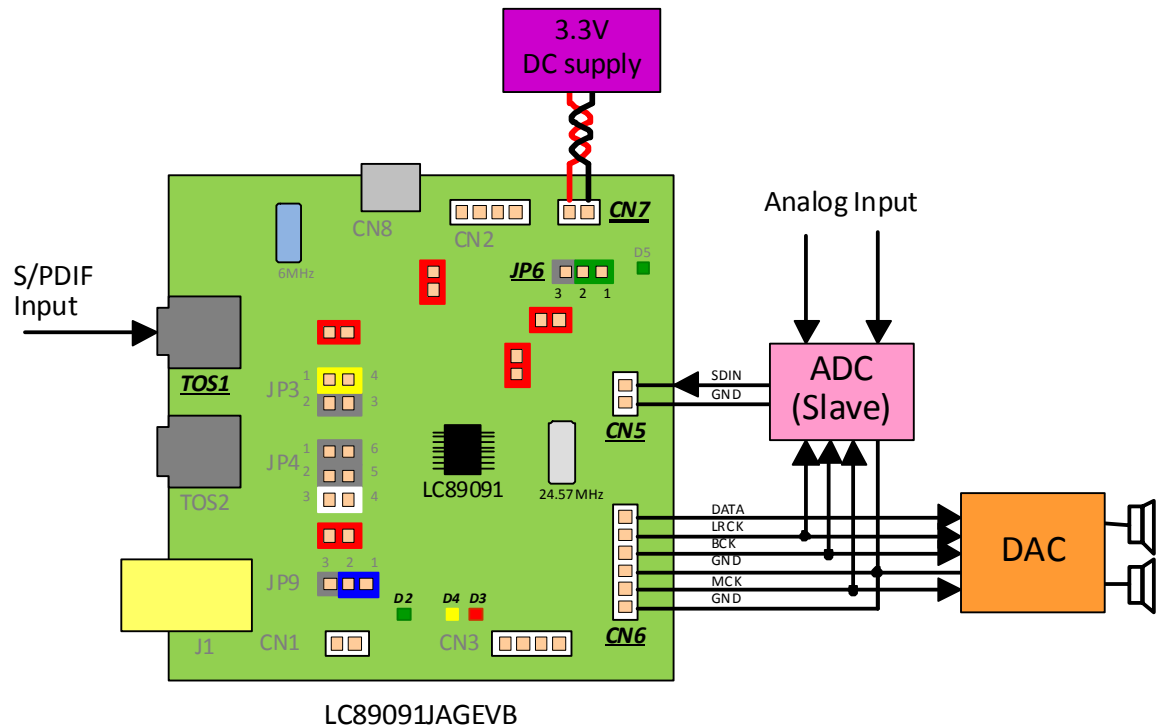 3.3V
DC supply
CN8
CN2
CN7
Analog Input
6MHz
JP6
D5
3 2 1
S/PDIF
Input
TOS1
JP3
1 4
2 3
SDIN
GND
ADC
(Slave)
CN5
JP4
1 6
2 5
3 4
TOS2
LC89091
24.57MHz
DATA
LRCK
BCK
GND
MCK
GND
DAC
3 2 1
JP9
D2
D4
D3
J1
CN1
CN3
CN6
LC89091JAGEVB